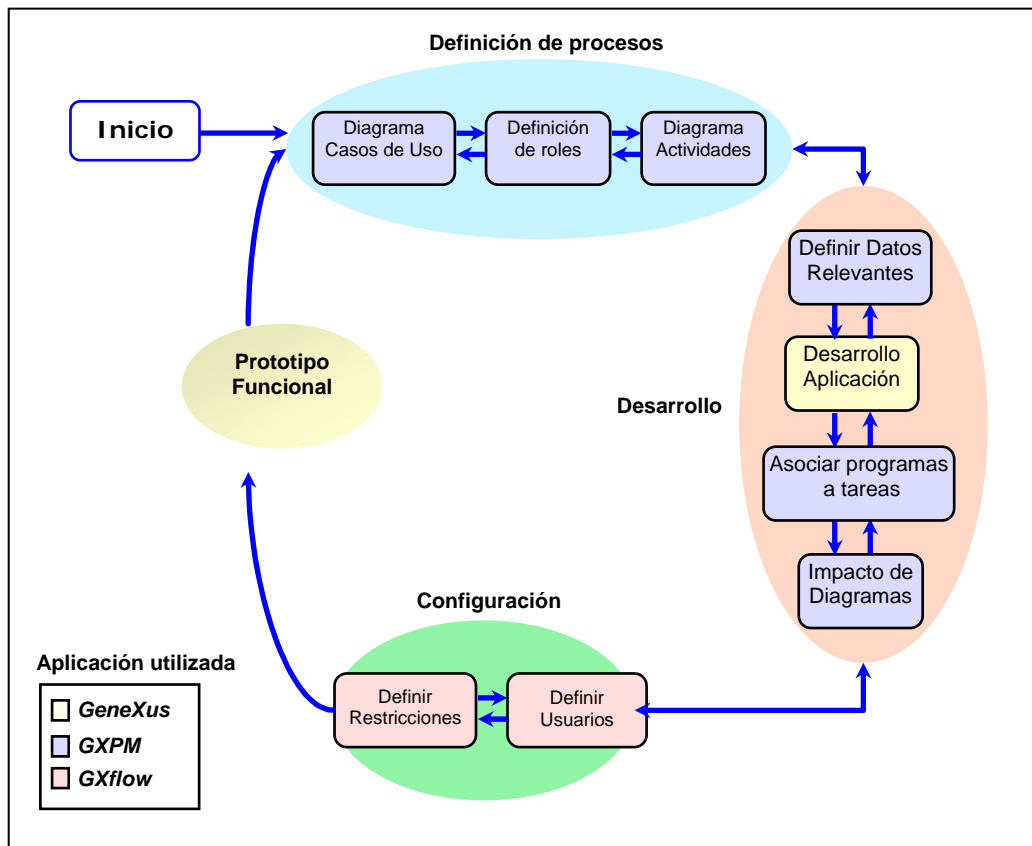 Definición de procesos
Inicio
Diagrama
Casos de Uso
Definición
de roles
Diagrama
Actividades
Definir Datos
Relevantes
Desarrollo
Aplicación
Asociar programas
a tareas
Impacto de
Diagramas
Desarrollo
Prototipo
Funcional
Configuración
Definir
Restricciones
Definir
Usuarios
Aplicación utilizada
GeneXus
GXPM
GXflow